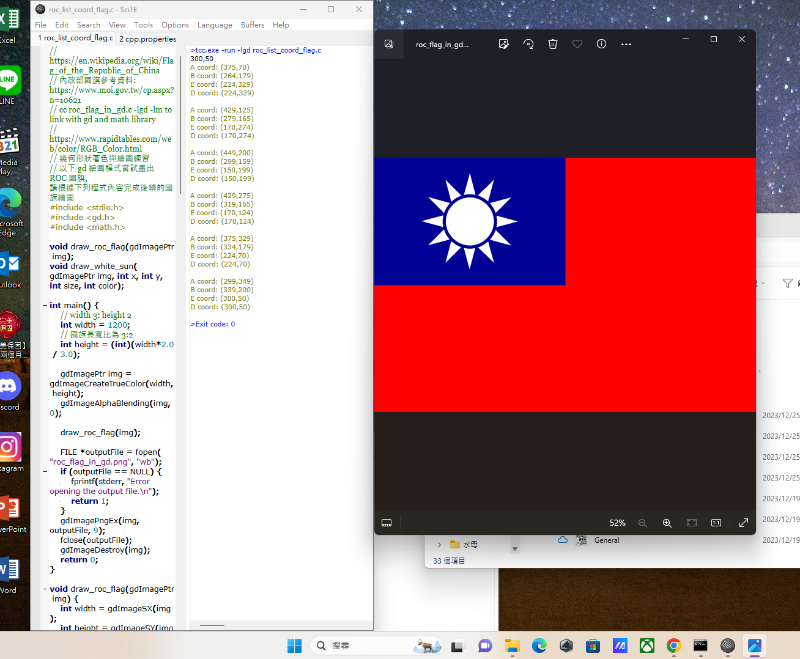 roc_list_coord_flag.c - SciTE
File Edit Search View Tools Options Language Buffers Help
1 roc_list_coord_flag.c 2 cpp.properties
//
https://en.wikipedia.org/wiki/Fla
g_of_the_Republic_of_China
// 內政部國旗參考資料:
https://www.moi.gov.tw/cp.aspx?
n=10621
// cc roc_flag_in_gd.c -lgd -lm to
link with gd and math library
//
https://www.rapidtables.com/we
b/color/RGB_Color.html
// 幾何形狀著色與繪圖練習
// 以下 gd 繪圖程式嘗試畫出
ROC 國旗,
請根據下列程式內容完成後續的國
旗繪圖
#include <stdio.h>
#include <gd.h>
#include <math.h>
void draw_roc_flag(gdImagePtr
img);
void draw_white_sun(
gdImagePtr img, int x, int y,
int size, int color);
int main() {
// width 3: height 2
int width = 1200;
// 國旗長寬比為 3:2
int height = (int)(width*2.0
/ 3.0);
gdImagePtr img =
gdImageCreateTrueColor(width,
height);
gdImageAlphaBlending(img,
0);
draw_roc_flag(img);
FILE *outputFile = fopen(
"roc_flag_in_gd.png", "wb");
if (outputFile == NULL) {
fprintf(stderr, "Error
opening the output file.\n");
return 1;
}
gdImagePngEx(img,
outputFile, 9);
fclose(outputFile);
gdImageDestroy(img);
return 0;
}
void draw_roc_flag(gdImagePtr
img) {
int width = gdImageSX(img
);
int height = gdImageSY(img
>tcc.exe -run -lgd roc_list_coord_flag.c
300,50
A coord: (375,70)
B coord: (264,179)
E coord: (224,329)
D coord: (224,329)
A coord: (429,125)
B coord: (279,165)
E coord: (170,274)
D coord: (170,274)
A coord: (449,200)
B coord: (299,159)
E coord: (150,199)
D coord: (150,199)
A coord: (429,275)
B coord: (319,165)
E coord: (170,124)
D coord: (170,124)
A coord: (375,329)
B coord: (334,179)
E coord: (224,70)
D coord: (224,70)
A coord: (299,349)
B coord: (339,200)
E coord: (300,50)
D coord: (300,50)
>Exit code: 0
roc_flag_in_gd...
52%
水母
General
33 個項目
2023/12/25
2023/12/25
2023/12/25
2023/12/25
2023/12/19
2023/12/19
2023/12/19
Excel
LINE
Media
Edge
Word
搜尋